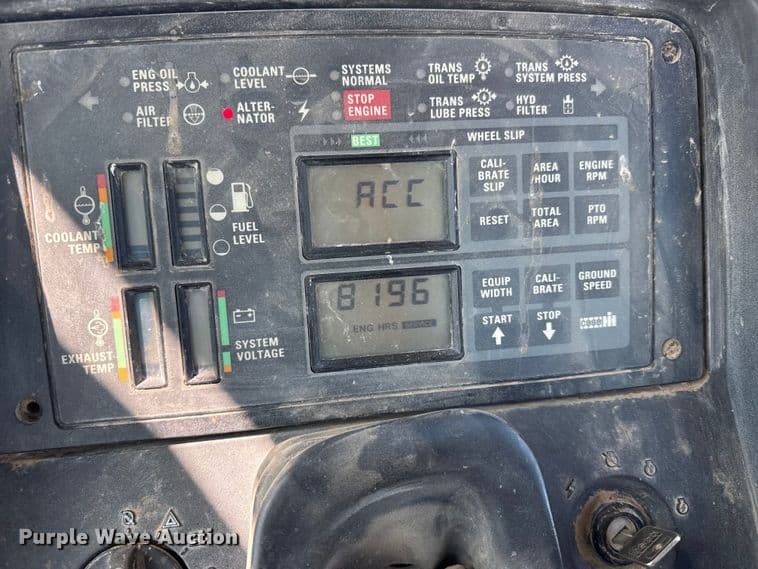 ENG OIL
PRESS
COOLANT
LEVEL
SYSTEMS
NORMAL
TRANS
OIL TEMP
TRANS
SYSTEM PRESS
AIR
FILTER
ALTER-
NATOR
STOP
ENGINE
TRANS
LUBE PRESS
HYD
FILTER
BEST
WHEEL SLIP
ACC
CALI-
BRATE
SLIP
AREA
/HOUR
ENGINE
RPM
RESET
TOTAL
AREA
PTO
RPM
COOLANT
TEMP
FUEL
LEVEL
8196
ENG HRS SERVICE
EQUIP
WIDTH
CALI-
BRATE
GROUND
SPEED
START
STOP
CASE IH
EXHAUST
TEMP
SYSTEM
VOLTAGE
Purple Wave Auction